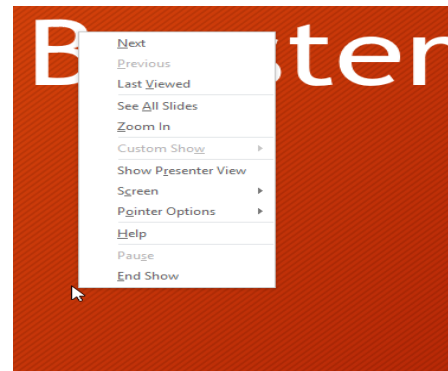 Next
Previous
Last Viewed
See All Slides
Zoom In
Custom Show
Show Presenter View
Screen
Pointer Options
Help
Pause
End Show